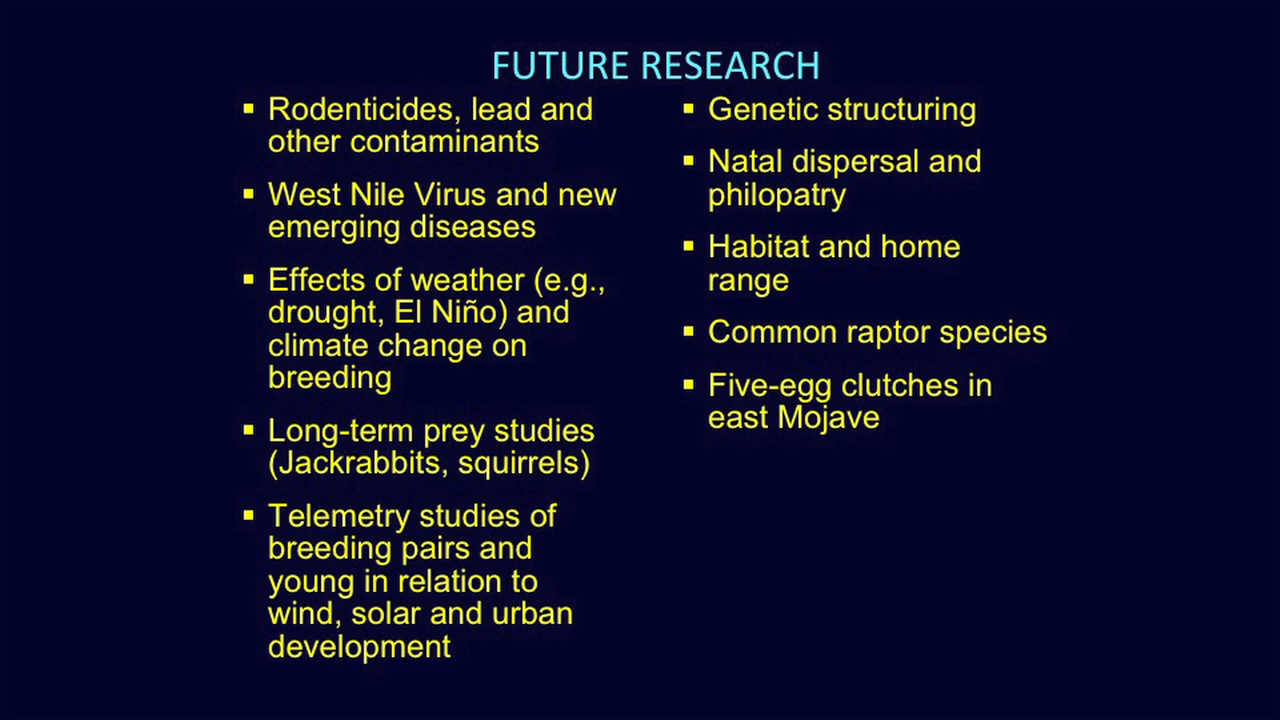 FUTURE RESEARCH
▪ Rodenticides, lead and
other contaminants
▪ West Nile Virus and new
emerging diseases
▪ Effects of weather (e.g.,
drought, El Niño) and
climate change on
breeding
▪ Long-term prey studies
(Jackrabbits, squirrels)
▪ Telemetry studies of
breeding pairs and
young in relation to
wind, solar and urban
development
▪ Genetic structuring
▪ Natal dispersal and
philopatry
▪ Habitat and home
range
▪ Common raptor species
▪ Five-egg clutches in
east Mojave